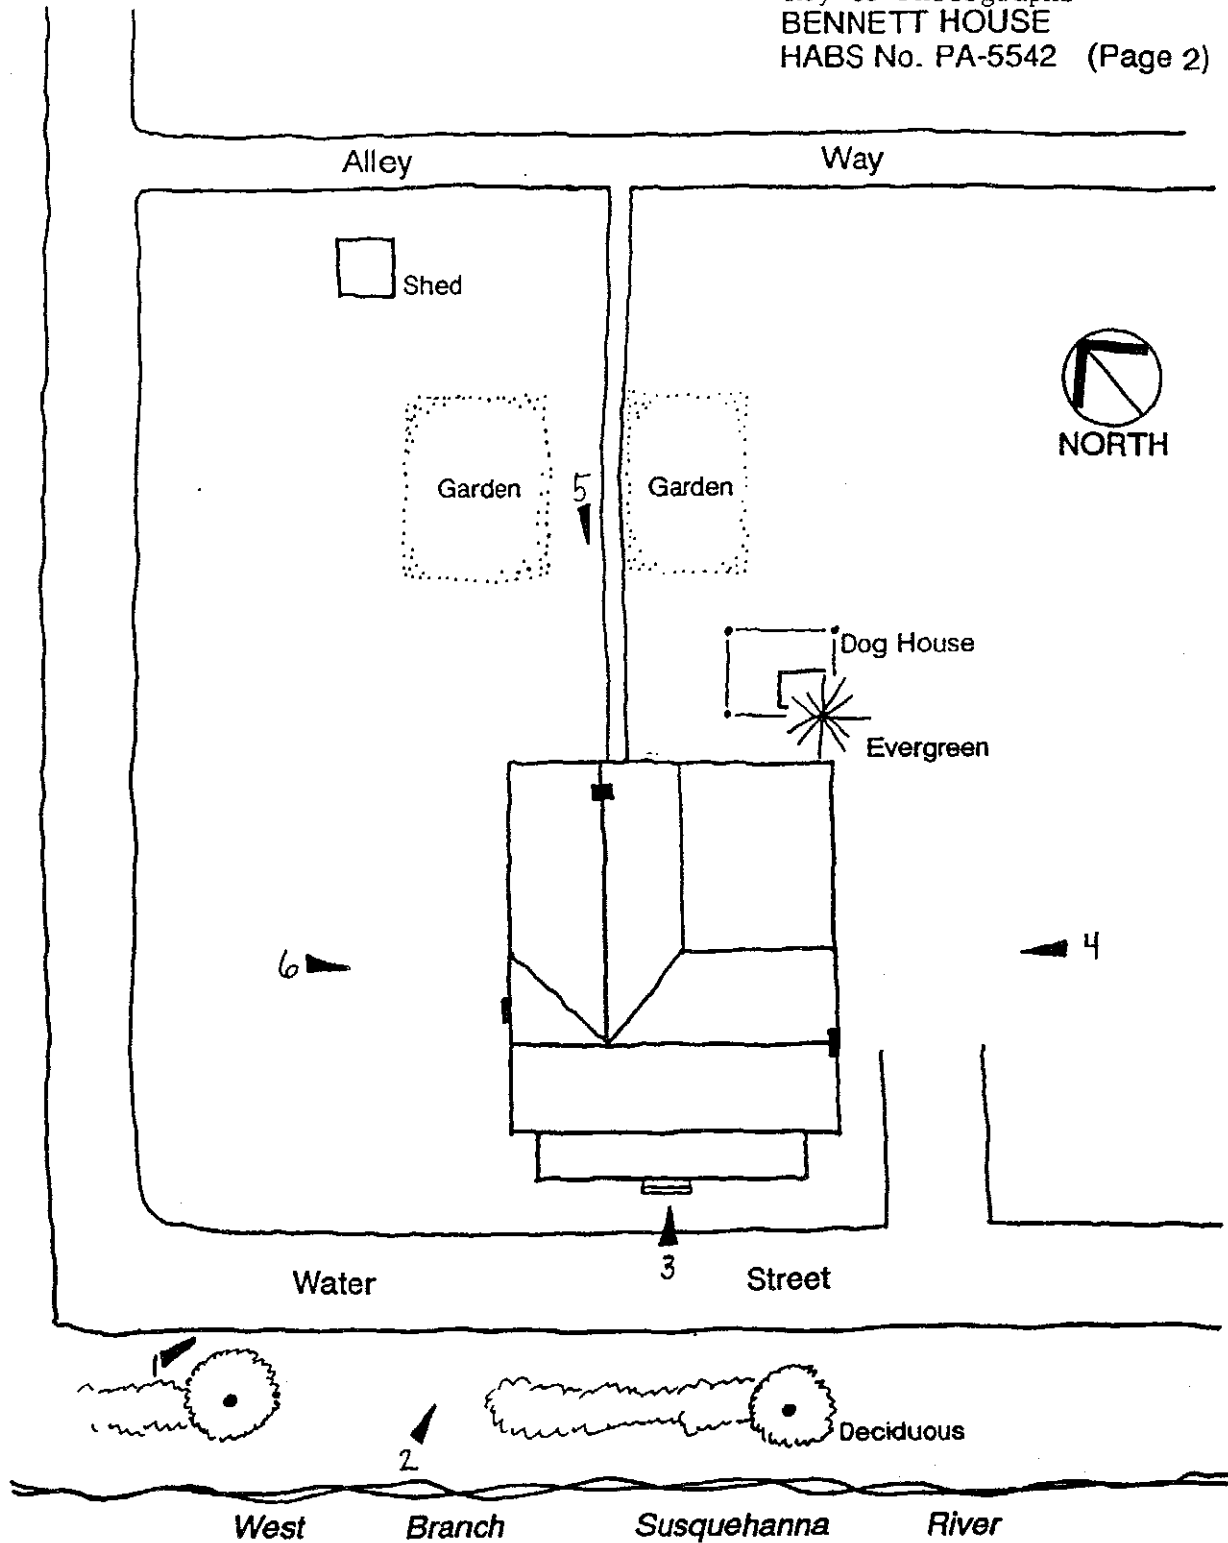 BENNETT HOUSE
HABS No. PA-5542 (Page 2)
Alley Way
Shed
NORTH
Garden 5 Garden
Dog House
Evergreen
6 4
3
Water Street
1
Deciduous
2
West Branch Susquehanna River